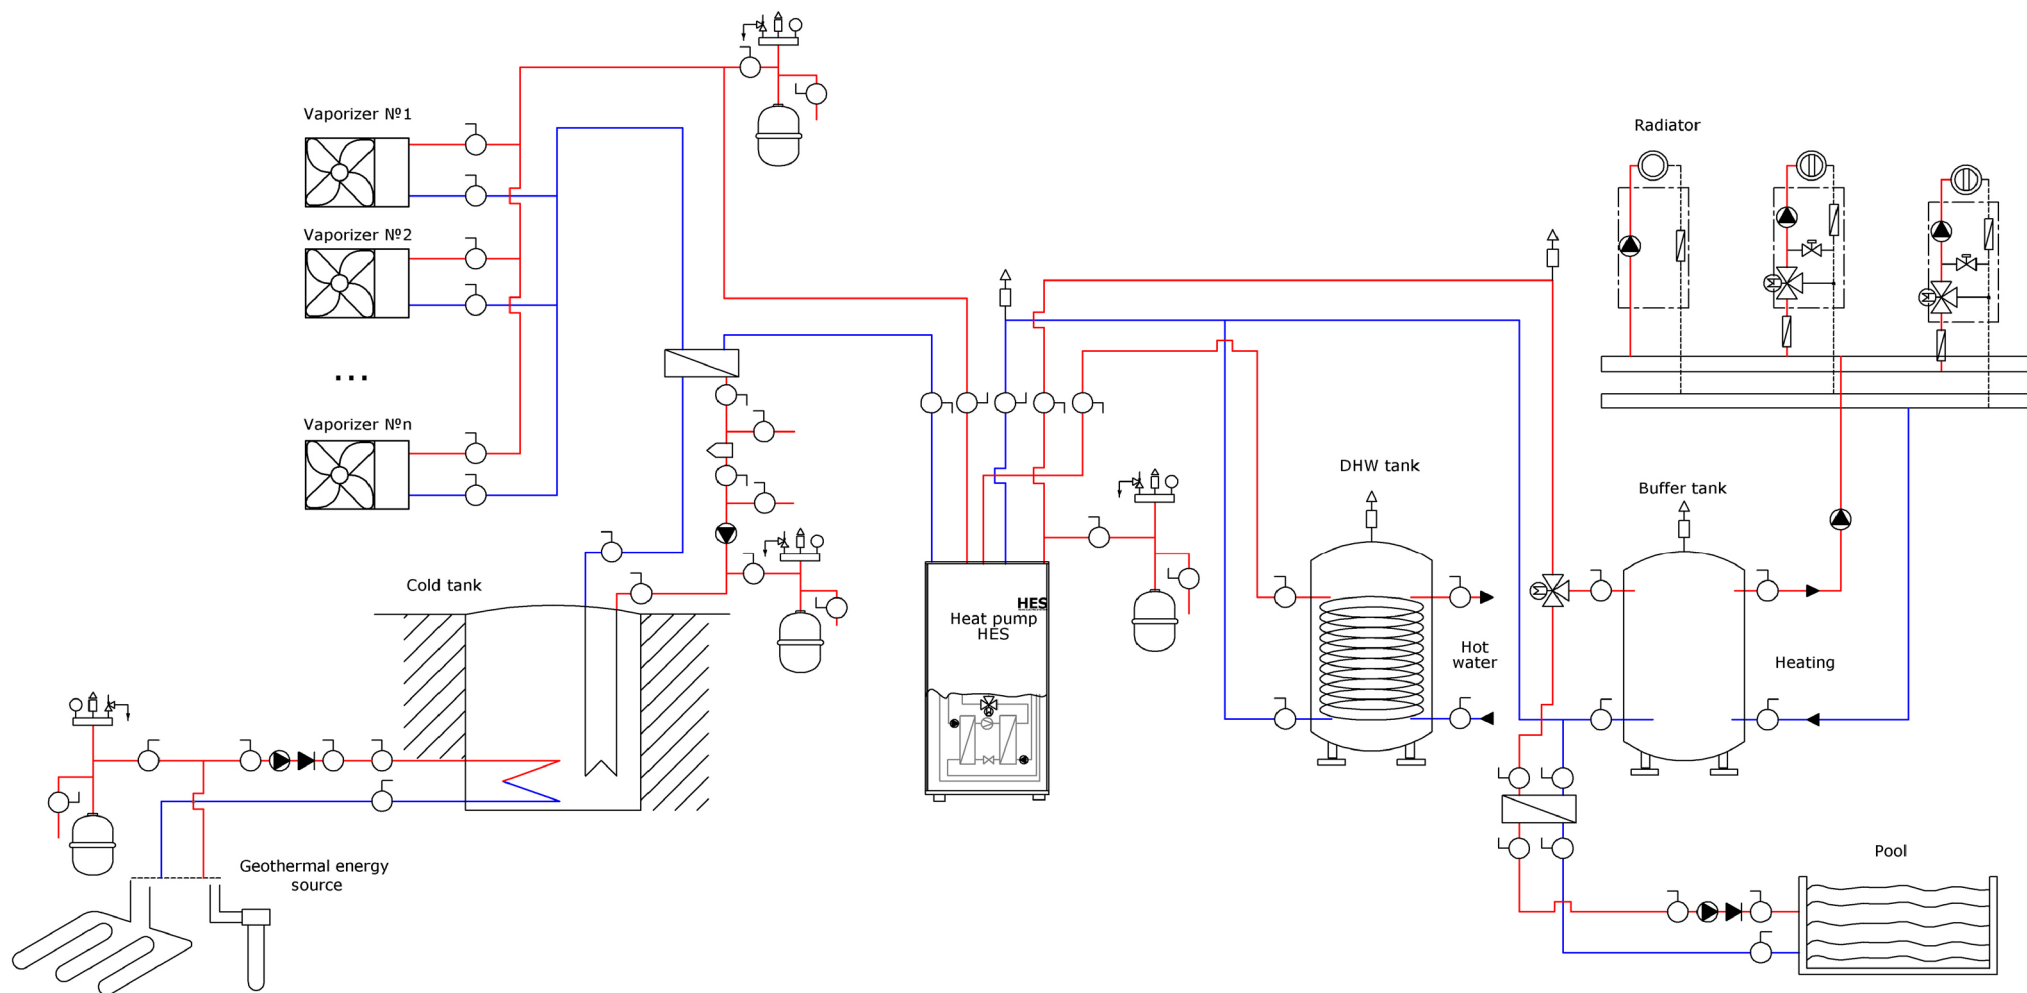 Vaporizer Nº1
Vaporizer Nº2
...
Vaporizer Nºn
Radiator
DHW tank
Buffer tank
Cold tank
HES
Heat pump
HES
Hot
water
Heating
Geothermal energy
source
Pool